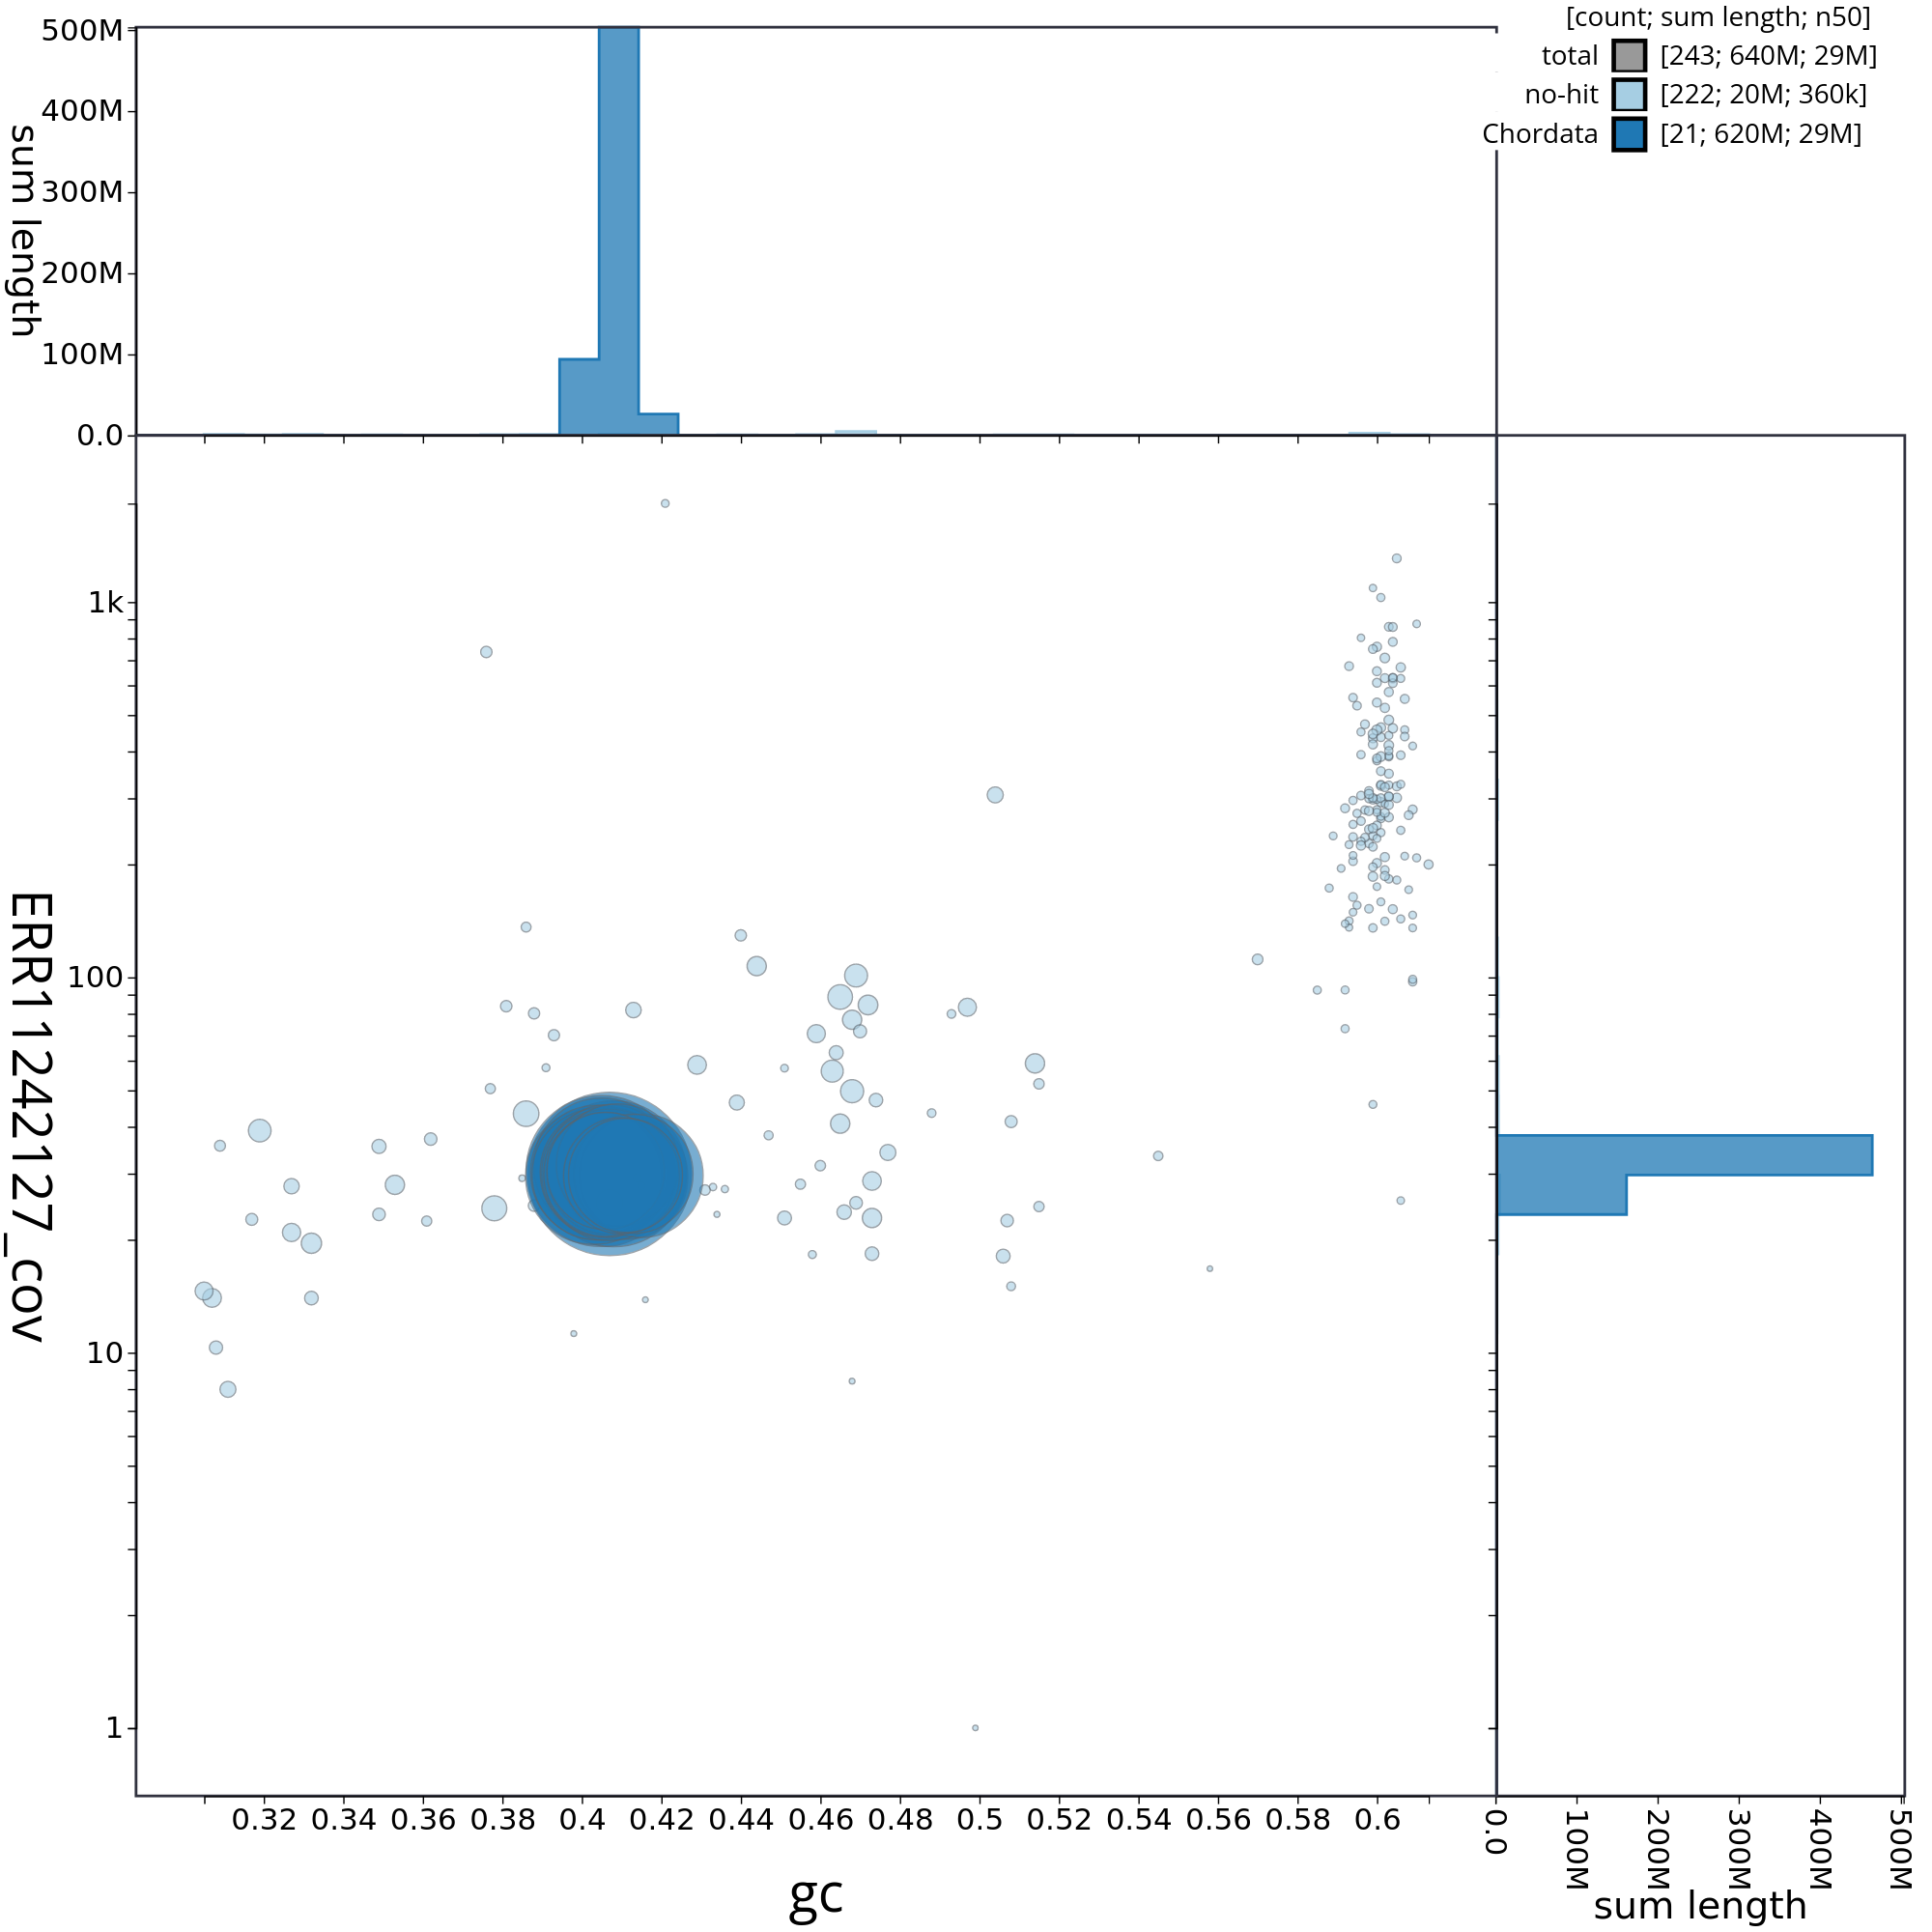 [count; sum length; n50]
total [243; 640M; 29M]
no-hit [222; 20M; 360k]
Chordata [21; 620M; 29M]
500M
400M
300M
200M
100M
0.0
sum length
1k
100
10
1
ERR11242127_cov
0.32 0.34 0.36 0.38 0.4 0.42 0.44 0.46 0.48 0.5 0.52 0.54 0.56 0.58 0.6
gc
0.0 100M 200M 300M 400M 500M
sum length